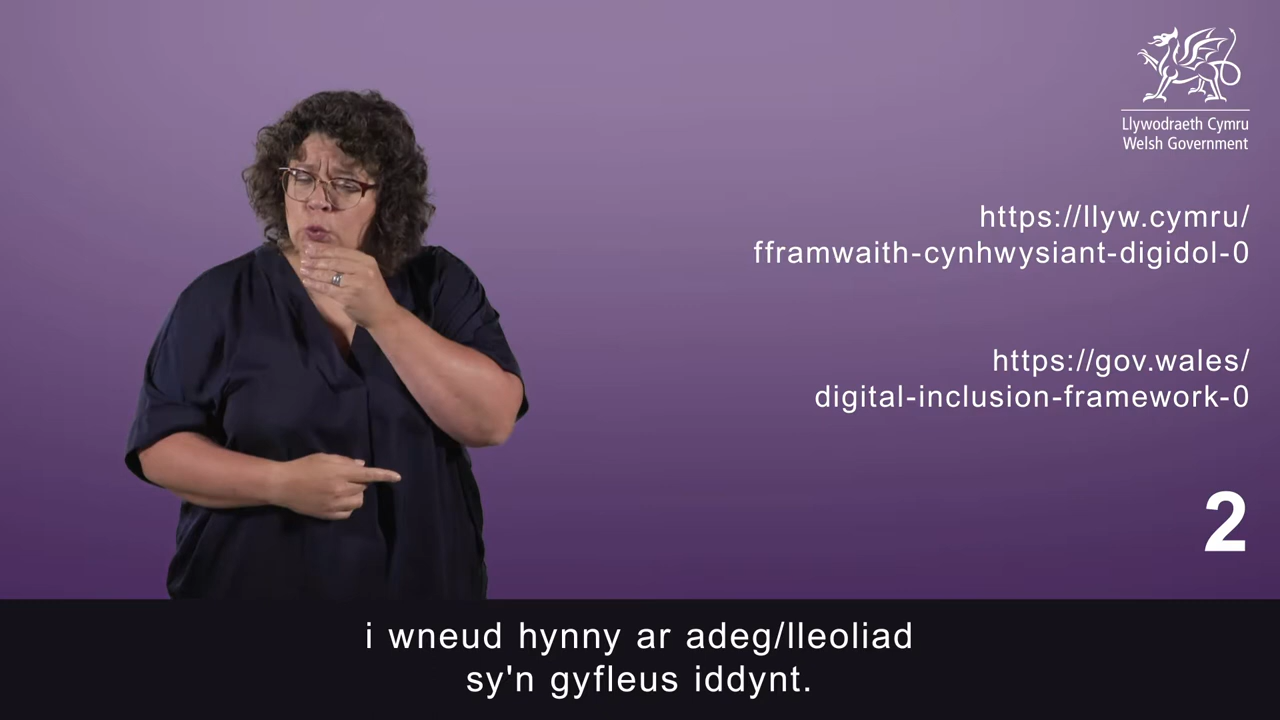 Llywodraeth Cymru
Welsh Government
https://llyw.cymru/
fframwaith-cynhwysiant-digidol-0
https://gov.wales/
digital-inclusion-framework-0
2
i wneud hynny ar adeg/lleoliad
sy'n gyfleus iddynt.